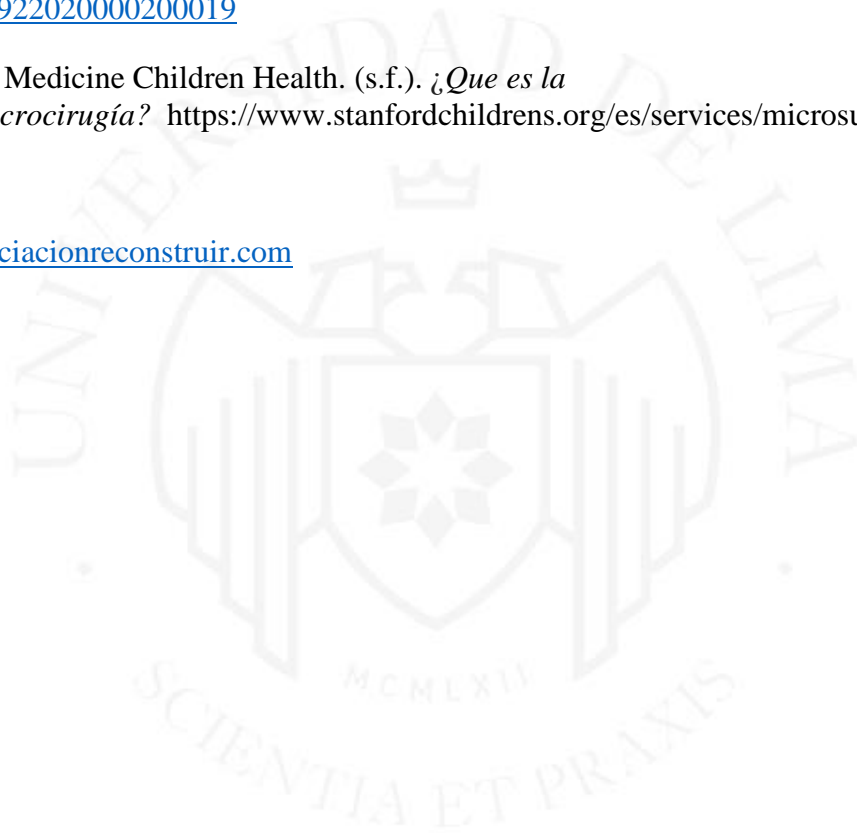 922020000200019
Medicine Children Health. (s.f.). ¿Que es la
crocirugía? https://www.stanfordchildrens.org/es/services/microsu
ciacionreconstruir.com
UNIVERSIDAD DE LIMA
MCMLXII
SCIENTIA ET PRAXIS